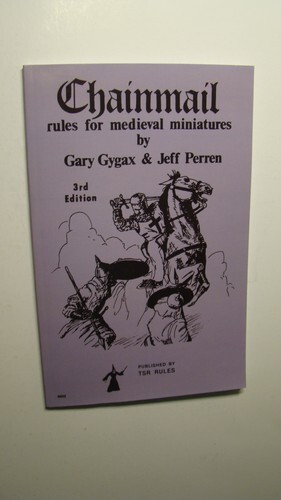 Chainmail
rules for medieval miniatures
by
Gary Gygax & Jeff Perren
3rd
Edition
PUBLISHED BY
TSR RULES